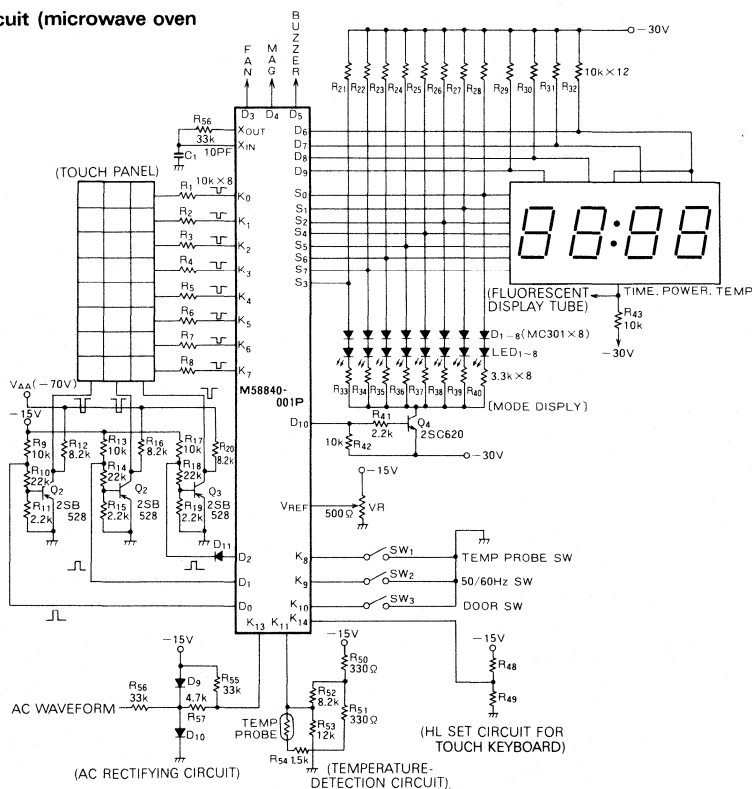 cuit (microwave oven
BUZZER
FAN
MAG
−30V
R21 R22 R23 R24 R25 R26 R27 R28 R29 R30 R31 R32
10k×12
R56
33k
C1 10PF
D3 D4 D5
XOUT
XIN
D6
D7
D8
D9
(TOUCH PANEL)
10k×8
R1 K0
R2 K1
R3 K2
R4 K3
R5 K4
R6 K5
R7 K6
R8 K7
S0
S1
S2
S4
S5
S6
S7
S3
88:88
(FLUORESCENT
DISPLAY TUBE)
TIME, POWER, TEMP
R43
10k
−30V
D1−8 (MC301×8)
LED1~8
3.3k×8
R33 R34 R35 R36 R37 R38 R39 R40
[MODE DISPLY]
M58840-
001P
VAA(−70V)
−15V
R9
10k
R10
22k
R11
2.2k
R12
8.2k
Q2
2SB
528
R13
10k
R14
22k
R15
2.2k
R16
8.2k
Q2
2SB
528
R17
10k
R18
22k
R19
2.2k
R20
8.2k
Q3
2SB
528
D11
D2
D1
D0
D10
R41
2.2k
10k
R42
Q4
2SC620
−30V
−15V
VREF
500Ω
VR
K8 SW1 TEMP PROBE SW
K9 SW2 50/60Hz SW
K10 SW3 DOOR SW
K13 K11 K14
−15V
D9
R55
33k
R56
33k
4.7k
R57
AC WAVEFORM
D10
(AC RECTIFYING CIRCUIT)
−15V
R50
330Ω
R52
8.2k
R51
330Ω
R53
12k
TEMP
PROBE
R54 1.5k
(TEMPERATURE-
DETECTION CIRCUIT).
−15V
R48
R49
(HL SET CIRCUIT FOR
TOUCH KEYBOARD)